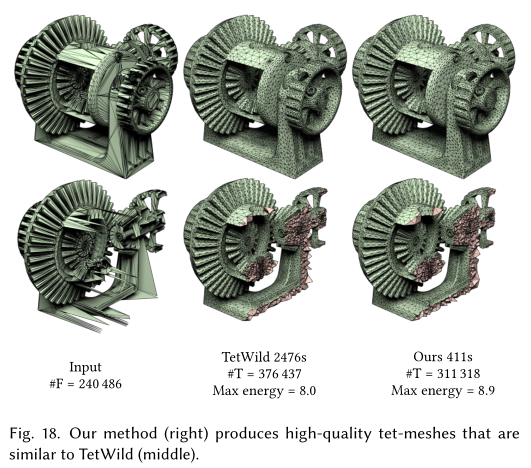 Input
#F = 240 486
TetWild 2476s
#T = 376 437
Max energy = 8.0
Ours 411s
#T = 311 318
Max energy = 8.9
Fig. 18. Our method (right) produces high-quality tet-meshes that are
similar to TetWild (middle).